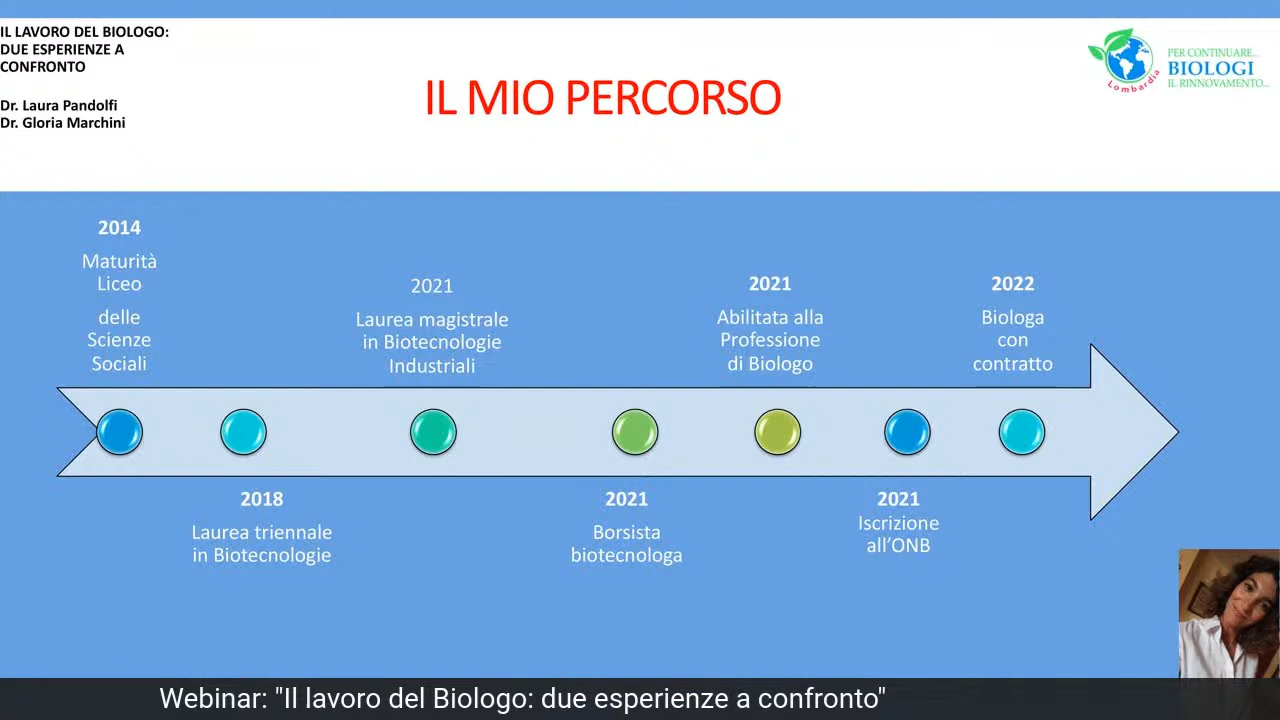 IL LAVORO DEL BIOLOGO:
DUE ESPERIENZE A
CONFRONTO
Dr. Laura Pandolfi
Dr. Gloria Marchini
IL MIO PERCORSO
Lombardia
PER CONTINUARE...
BIOLOGI
IL RINNOVAMENTO...
2014
Maturità
Liceo
delle
Scienze
Sociali
2021
Laurea magistrale
in Biotecnologie
Industriali
2021
Abilitata alla
Professione
di Biologo
2022
Biologa
con
contratto
2018
Laurea triennale
in Biotecnologie
2021
Borsista
biotecnologa
2021
Iscrizione
all’ONB
Webinar: "Il lavoro del Biologo: due esperienze a confronto"